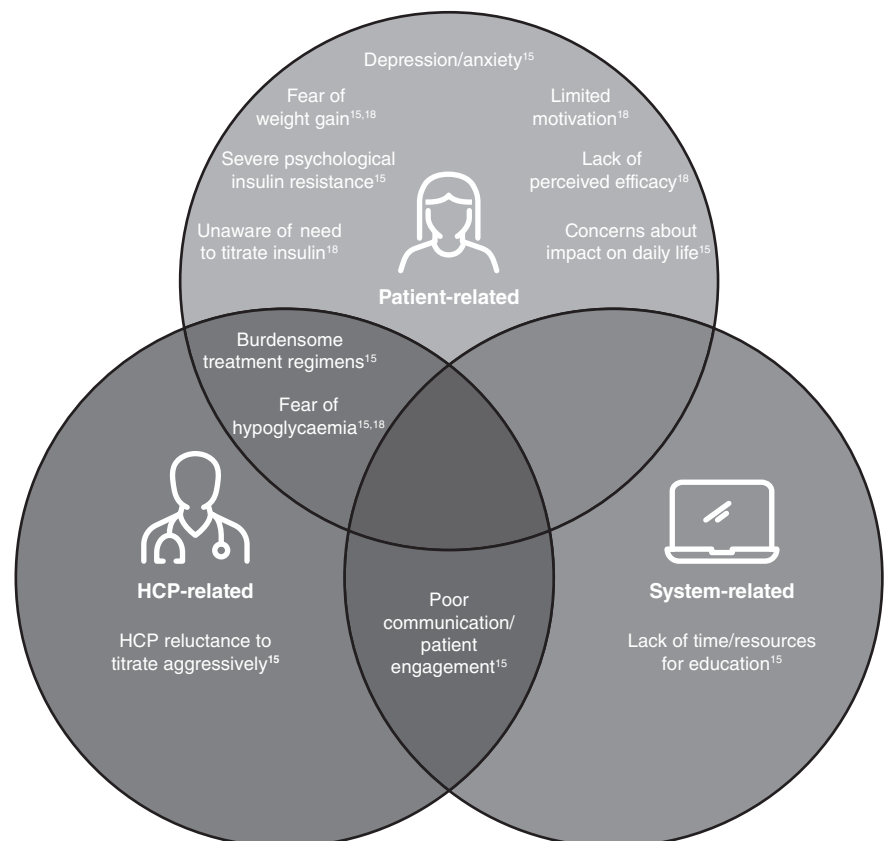 Depression/anxiety15
Fear of
weight gain15,18
Limited
motivation18
Severe psychological
insulin resistance15
Lack of
perceived efficacy18
Unaware of need
to titrate insulin18
Concerns about
impact on daily life15
Patient-related
Burdensome
treatment regimens15
Fear of
hypoglycaemia15,18
HCP-related
HCP reluctance to
titrate aggressively15
Poor
communication/
patient
engagement15
System-related
Lack of time/resources
for education15